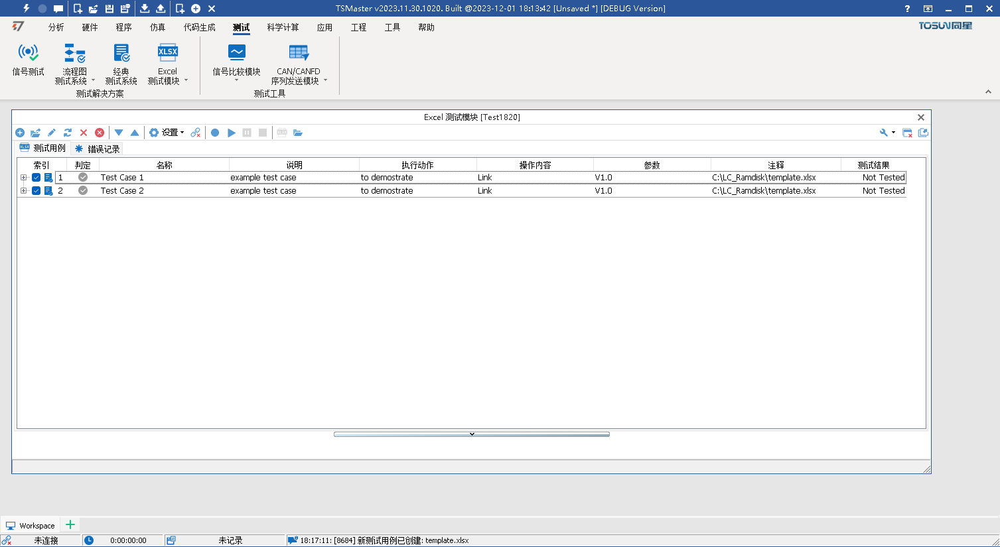 TSMaster v2023.11.30.1020. Built @2023-12-01 18:13:42 [Unsaved *] [DEBUG Version]
分析 硬件 程序 仿真 代码生成 测试 科学计算 应用 工程 工具 帮助
TOSUN同星
信号测试
流程图
测试系统
经典
测试系统
XLSX
Excel
测试模块
测试解决方案
信号比较模块
CAN/CANFD
序列发送模块
测试工具
Excel 测试模块 [Test1820]
设置
测试用例 错误记录
索引 判定 名称 说明 执行动作 操作内容 参数 注释 测试结果
1 Test Case 1 example test case to demostrate Link V1.0 C:\LC_Ramdisk\template.xlsx Not Tested
2 Test Case 2 example test case to demostrate Link V1.0 C:\LC_Ramdisk\template.xlsx Not Tested
Workspace
未连接 0:00:00:00 未记录 18:17:11: [8684] 新测试用例已创建: template.xlsx